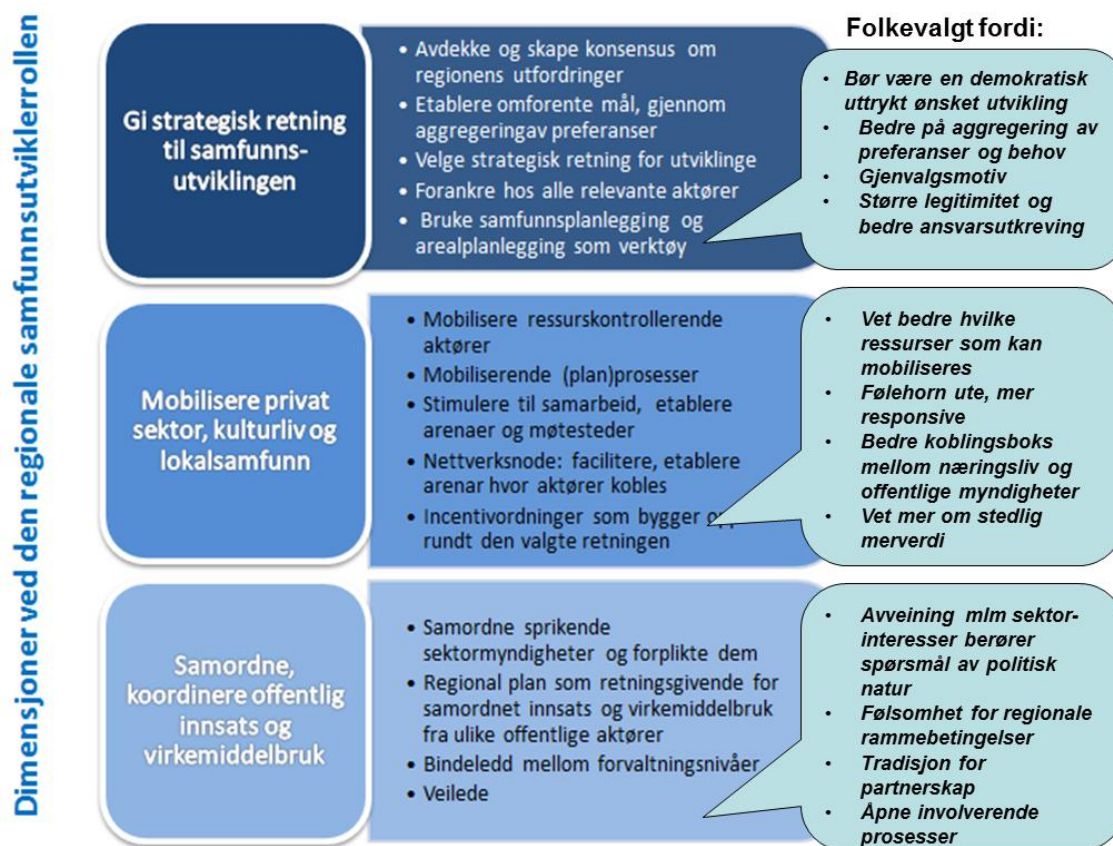 Dimensjoner ved den regionale samfunnsutviklerrollen
Gi strategisk retning
til samfunns-
utviklingen
• Avdekke og skape konsensus om
regionens utfordringer
• Etablere omforente mål, gjennom
aggregeringav preferanser
• Velge strategisk retning for utviklinge
• Forankre hos alle relevante aktører
• Bruke samfunnsplanlegging og
arealplanlegging som verktøy
Folkevalgt fordi:
• Bør være en demokratisk
uttrykt ønsket utvikling
• Bedre på aggregering av
preferanser og behov
• Gjenvalgsmotiv
• Større legitimitet og
bedre ansvarsutkreving
Mobilisere privat
sektor, kulturliv og
lokalsamfunn
• Mobilisere ressurskontrollerende
aktører
• Mobiliserende (plan)prosesser
• Stimulere til samarbeid, etablere
arenaer og møtesteder
• Nettverksnode: facilitere, etablere
arenar hvor aktører kobles
• Incentivordninger som bygger opp
rundt den valgte retningen
• Vet bedre hvilke
ressurser som kan
mobiliseres
• Følehorn ute, mer
responsive
• Bedre koblingsboks
mellom næringsliv og
offentlige myndigheter
• Vet mer om stedlig
merverdi
Samordne,
koordinere offentlig
innsats og
virkemiddelbruk
• Samordne sprikende
sektormyndigheter og forplikte dem
• Regional plan som retningsgivende for
samordnet innsats og virkemiddelbruk
fra ulike offentlige aktører
• Bindeledd mellom forvaltningsnivåer
• Veilede
• Avveining mlm sektor-
interesser berører
spørsmål av politisk
natur
• Følsomhet for regionale
rammebetingelser
• Tradisjon for
partnerskap
• Åpne involverende
prosesser